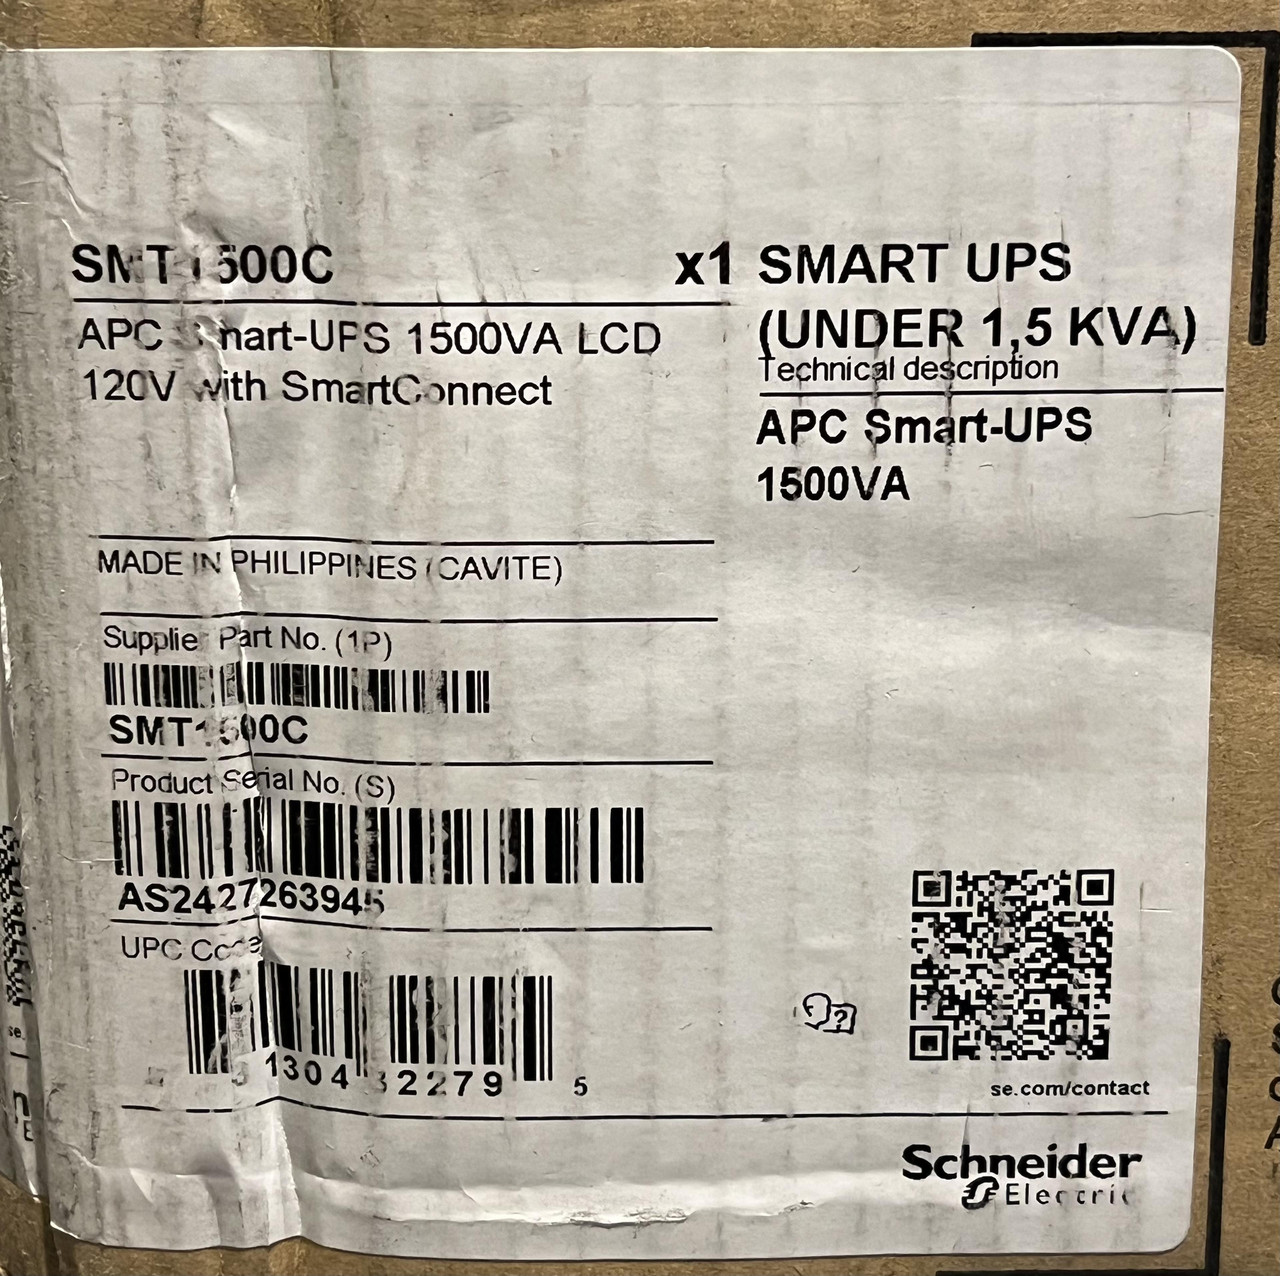 SMT1500C x1
APC Smart-UPS 1500VA LCD
120V with SmartConnect
SMART UPS
(UNDER 1,5 KVA)
Technical description
APC Smart-UPS
1500VA
MADE IN PHILIPPINES (CAVITE)
Supplier Part No. (1P)
SMT1500C
Product Serial No. (S)
AS2427263945
UPC Code
31304 32279 5
se.com/contact
Schneider
Electric